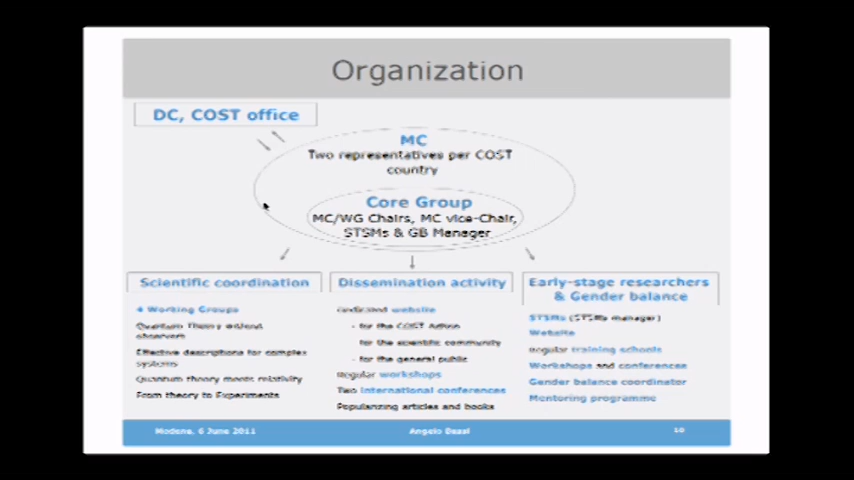 Organization
DC, COST office
MC
Two representatives per COST
country
Core Group
MC/WG Chairs, MC vice-Chair,
STSMs & GB Manager
Scientific coordination
4 Working Groups
Quantum Theory without
observers
Effective descriptions for complex
systems
Quantum theory meets relativity
From theory to Experiments
Dissemination activity
Dedicated website
- for the COST Action
for the scientific community
- for the general public
Regular workshops
Two international conferences
Popularizing articles and books
Early-stage researchers
& Gender balance
STSMs (STSMs manager)
Website
Regular training schools
Workshops and conferences
Gender balance coordinator
Mentoring programme
Modena, 6 June 2011
Angelo Bassi
10